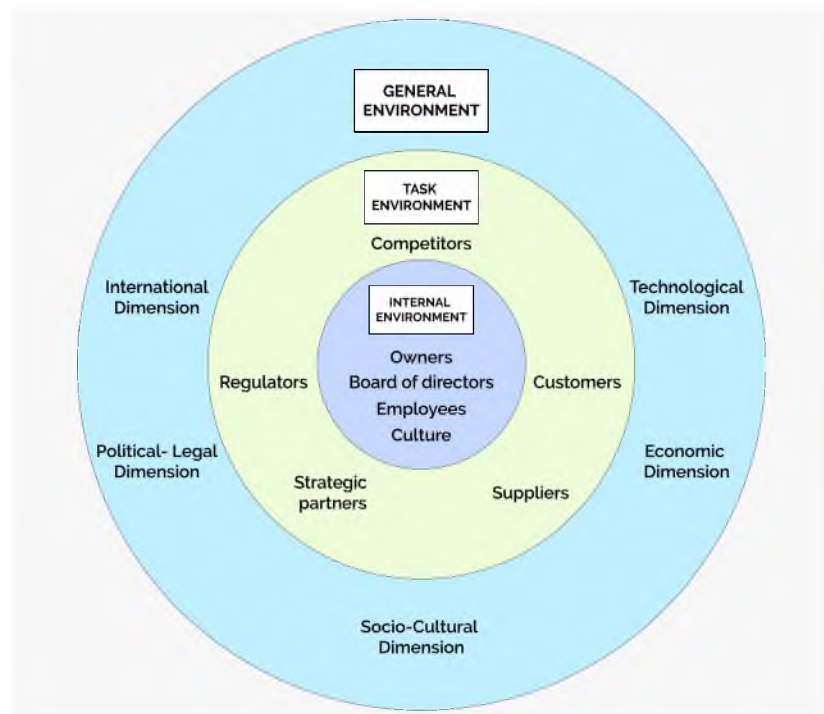 GENERAL
ENVIRONMENT
TASK
ENVIRONMENT
Competitors
International
Dimension
Technological
Dimension
INTERNAL
ENVIRONMENT
Owners
Board of directors
Employees
Culture
Regulators
Customers
Political- Legal
Dimension
Economic
Dimension
Strategic
partners
Suppliers
Socio-Cultural
Dimension